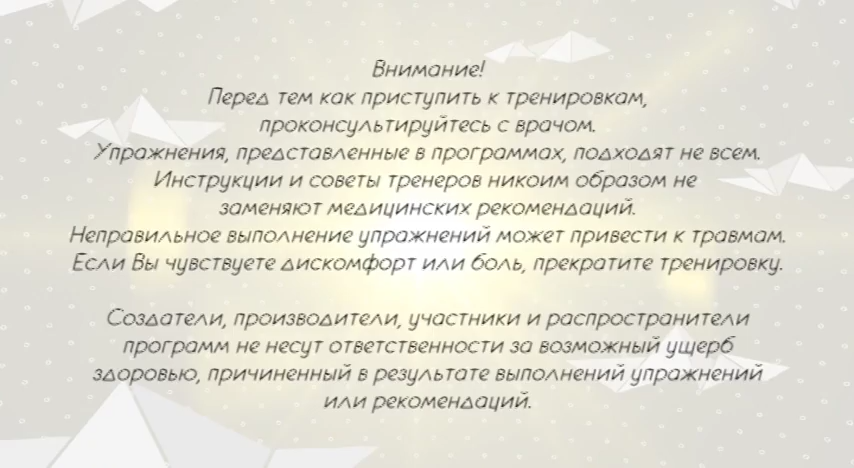 Внимание!
Перед тем как приступить к тренировкам,
проконсультируйтесь с врачом.
Упражнения, представленные в программах, подходят не всем.
Инструкции и советы тренеров никоим образом не
заменяют медицинских рекомендаций.
Неправильное выполнение упражнений может привести к травмам.
Если Вы чувствуете дискомфорт или боль, прекратите тренировку.
Создатели, производители, участники и распространители
программ не несут ответственности за возможный ущерб
здоровью, причиненный в результате выполнений упражнений
или рекомендаций.